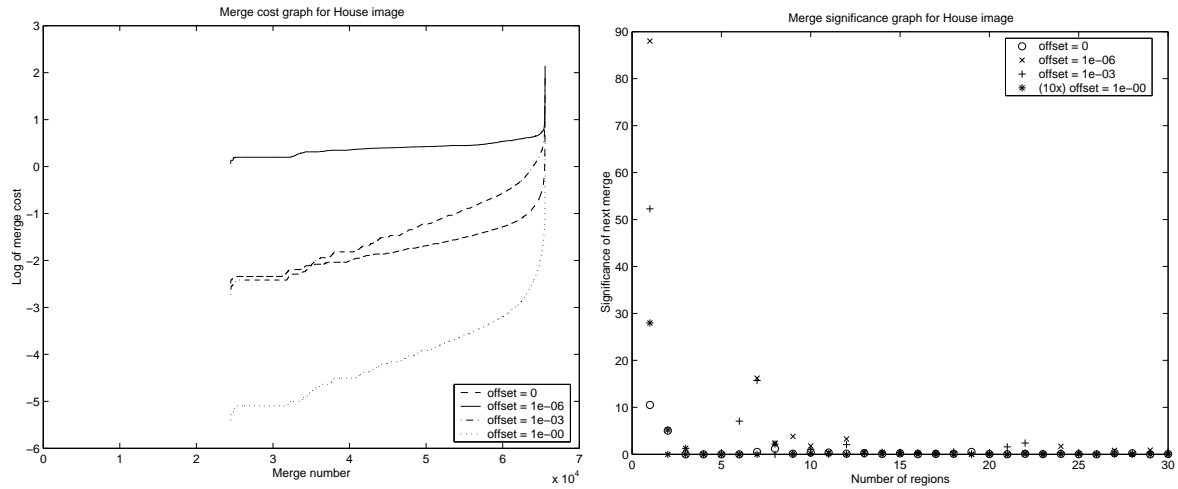 Merge cost graph for House image
3
2
1
0
−1
−2
−3
−4
−5
−6
Log of merge cost
offset = 0
offset = 1e−06
offset = 1e−03
offset = 1e−00
0
1
2
3
4
5
6
7
x 10^4
Merge number
Merge significance graph for House image
90
80
70
60
50
40
30
20
10
0
Significance of next merge
offset = 0
offset = 1e−06
offset = 1e−03
(10x) offset = 1e−00
0
5
10
15
20
25
30
Number of regions